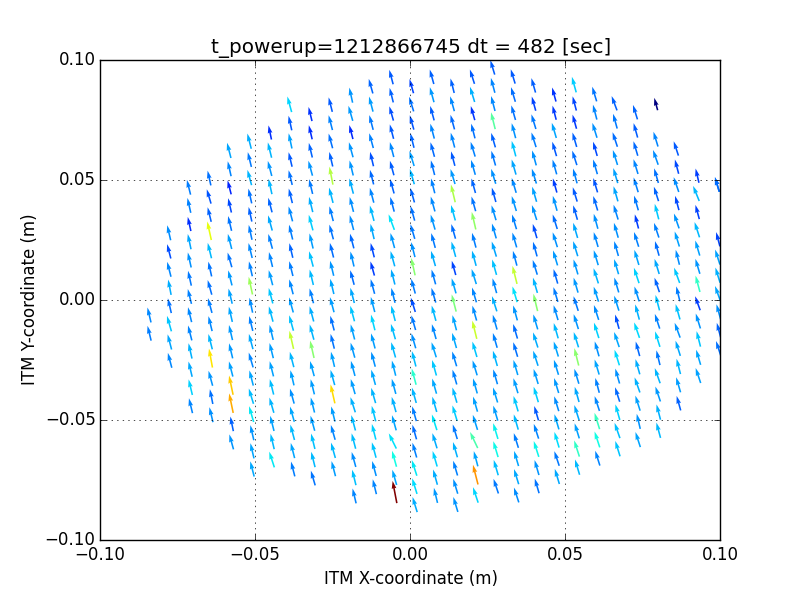 t_powerup=1212866745 dt = 482 [sec]
0.10
0.05
0.00
−0.05
−0.10
ITM Y-coordinate (m)
−0.10 −0.05 0.00 0.05 0.10
ITM X-coordinate (m)